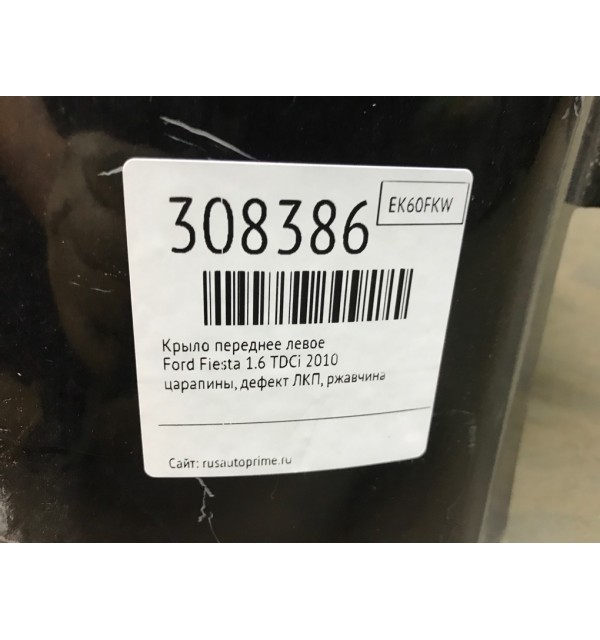 308386
EK60FKW
Крыло переднее левое
Ford Fiesta 1.6 TDCi 2010
царапины, дефект ЛКП, ржавчина
Сайт: rusautoprime.ru